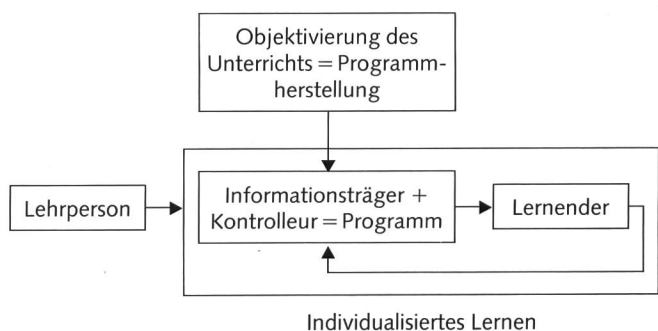 Objektivierung des
Unterrichts = Programm-
herstellung
Lehrperson
Informationsträger +
Kontrolleur = Programm
Lernender
Individualisiertes Lernen